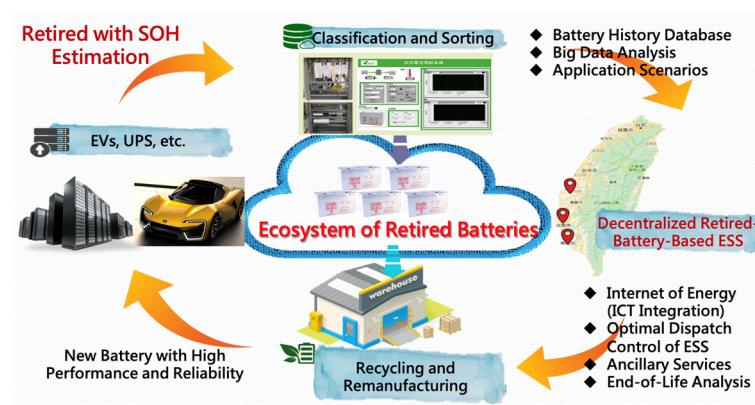 Retired with SOH
Estimation
Classification and Sorting
Battery History Database
Big Data Analysis
Application Scenarios
EVs, UPS, etc.
Ecosystem of Retired Batteries
Decentralized Retired-
Battery-Based ESS
warehouse
Internet of Energy
(ICT Integration)
Optimal Dispatch
Control of ESS
Ancillary Services
End-of-Life Analysis
New Battery with High
Performance and Reliability
Recycling and
Remanufacturing